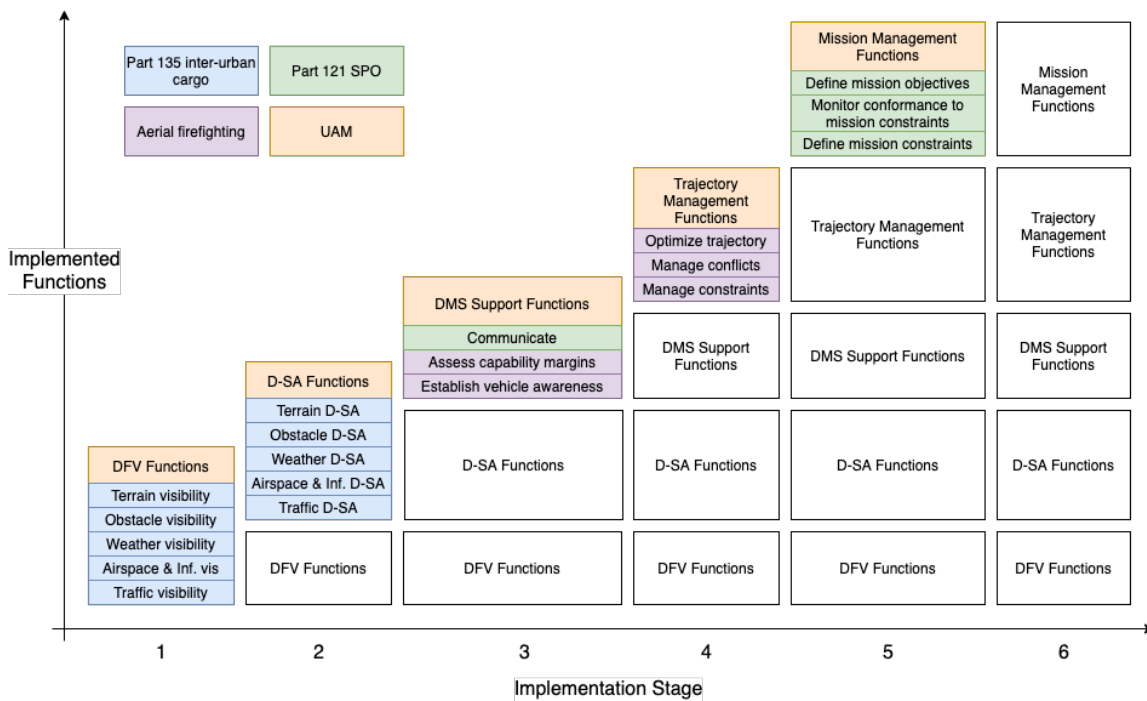 Part 135 inter-urban
cargo
Part 121 SPO
Aerial firefighting
UAM
Implemented
Functions
DFV Functions
Terrain visibility
Obstacle visibility
Weather visibility
Airspace & Inf. vis
Traffic visibility
D-SA Functions
Terrain D-SA
Obstacle D-SA
Weather D-SA
Airspace & Inf. D-SA
Traffic D-SA
DFV Functions
DMS Support Functions
Communicate
Assess capability margins
Establish vehicle awareness
D-SA Functions
DFV Functions
Trajectory
Management
Functions
Optimize trajectory
Manage conflicts
Manage constraints
DMS Support
Functions
D-SA Functions
DFV Functions
Mission Management
Functions
Define mission objectives
Monitor conformance to
mission constraints
Define mission constraints
Trajectory Management
Functions
DMS Support Functions
D-SA Functions
DFV Functions
Mission
Management
Functions
Trajectory
Management
Functions
DMS Support
Functions
D-SA Functions
DFV Functions
1
2
3
4
5
6
Implementation Stage